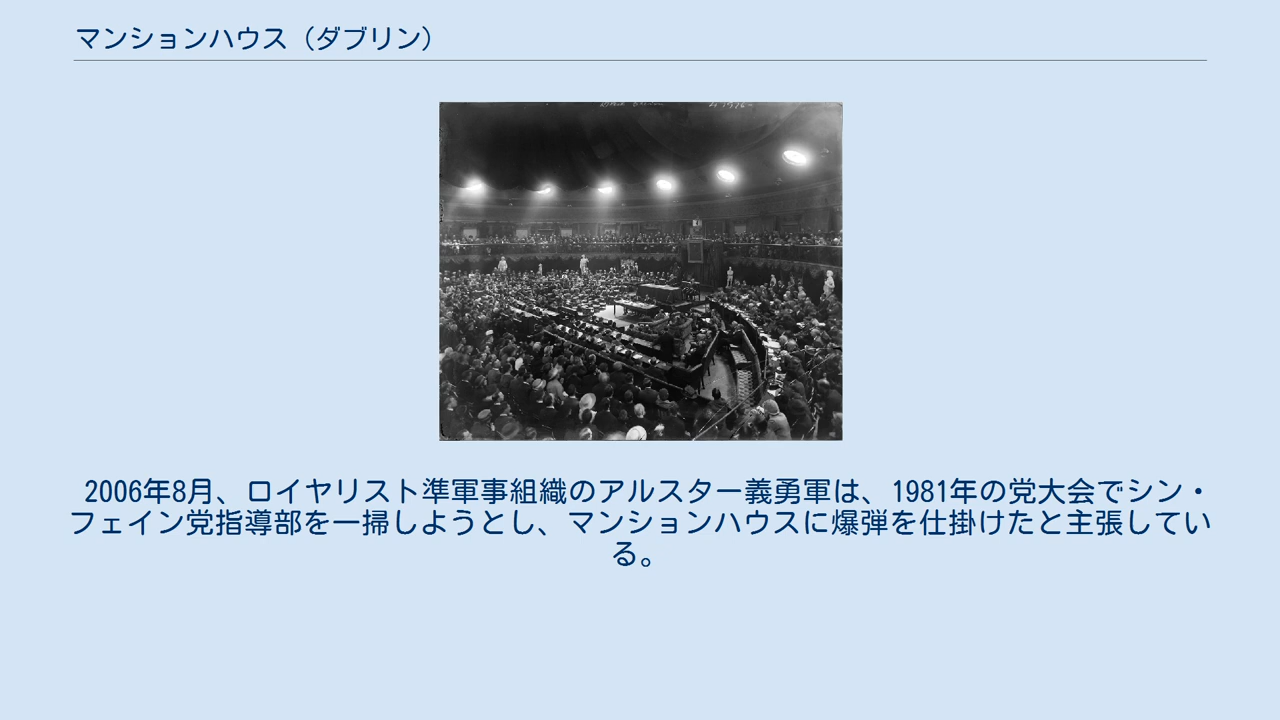 マンションハウス（ダブリン）
2006年8月、ロイヤリスト準軍事組織のアルスター義勇軍は、1981年の党大会でシン・
フェイン党指導部を一掃しようとし、マンションハウスに爆弾を仕掛けたと主張してい
る。